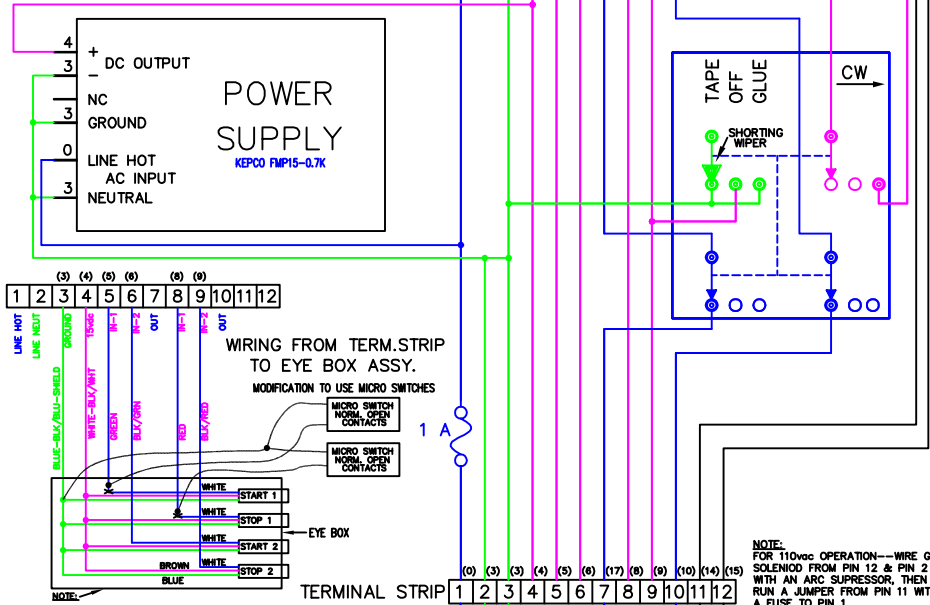 4 +
DC OUTPUT
3 −
NC
3 GROUND
0 LINE HOT
AC INPUT
3 NEUTRAL
POWER
SUPPLY
KEPCO FMP15-0.7K
TAPE
OFF
GLUE
CW
SHORTING
WIPER
(3) (4) (5) (6) (8) (9)
1 2 3 4 5 6 7 8 9 10 11 12
LINE HOT
LINE NEUT
GROUND
15vdc
IN-1
IN-2
OUT
IN-1
IN-2
OUT
BLUE-BLK/BLU-SHIELD
WHITE-BLK/WHT
GREEN
BLK/GRN
RED
BLK/RED
WIRING FROM TERM.STRIP
TO EYE BOX ASSY.
MODIFICATION TO USE MICRO SWITCHES
MICRO SWITCH
NORM. OPEN
CONTACTS
MICRO SWITCH
NORM. OPEN
CONTACTS
1 A
WHITE
START 1
WHITE
STOP 1
EYE BOX
WHITE
START 2
WHITE
BROWN
STOP 2
BLUE
NOTE:
(0) (3) (3) (4) (5) (6) (7) (8) (9) (10) (14) (15)
TERMINAL STRIP 1 2 3 4 5 6 7 8 9 10 11 12
NOTE:
FOR 110vac OPERATION--WIRE G
SOLENIOD FROM PIN 12 & PIN 2
WITH AN ARC SUPRESSOR, THEN
RUN A JUMPER FROM PIN 11 WIT
A FUSE TO PIN 1